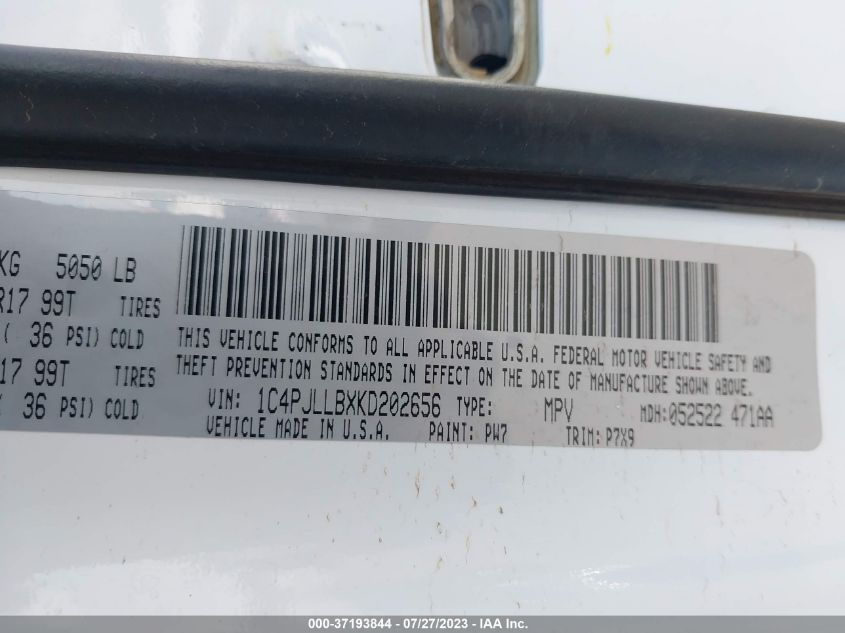 KG 5050 LB
R17 99T TIRES
( 36 PSI) COLD
17 99T TIRES
( 36 PSI) COLD
THIS VEHICLE CONFORMS TO ALL APPLICABLE U.S.A. FEDERAL MOTOR VEHICLE SAFETY AND
THEFT PREVENTION STANDARDS IN EFFECT ON THE DATE OF MANUFACTURE SHOWN ABOVE.
VIN: 1C4PJLLBXKD202656 TYPE: MPV MDH:052522 471AA
VEHICLE MADE IN U.S.A. PAINT: PW7 TRIM: P7X9
000-37193844 / 07/27/2023 - © IAA Inc.